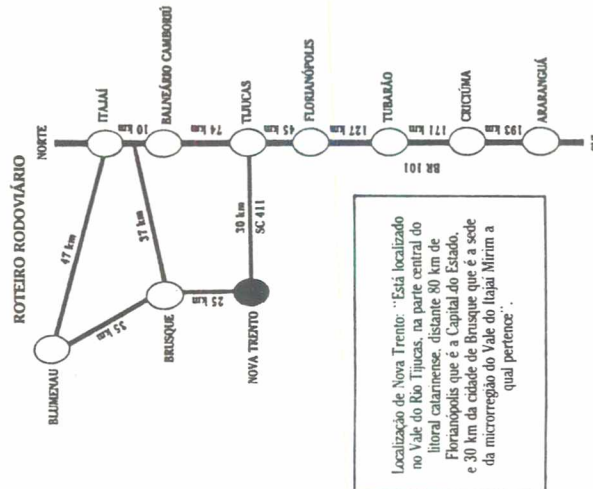 ROTEIRO RODOVIÁRIO
NORTE
ITAJAÍ
10 km
BALNEÁRIO CAMBORIÚ
74 km
TIJUCAS
45 km
FLORIANÓPOLIS
127 km
TUBARÃO
171 km
CRICIÚMA
193 km
ARARANGUÁ
BR 101
BLUMENAU
47 km
35 km
BRUSQUE
37 km
25 km
NOVA TRENTO
30 km
SC 411
Localização de Nova Trento: "Está localizado
no Vale do Rio Tijucas, na parte central do
litoral catarinense, distante 80 km de
Florianópolis que é a Capital do Estado,
e 30 km da cidade de Brusque que é a sede
da microrregião do Vale do Itajaí Mirim a
qual pertence".